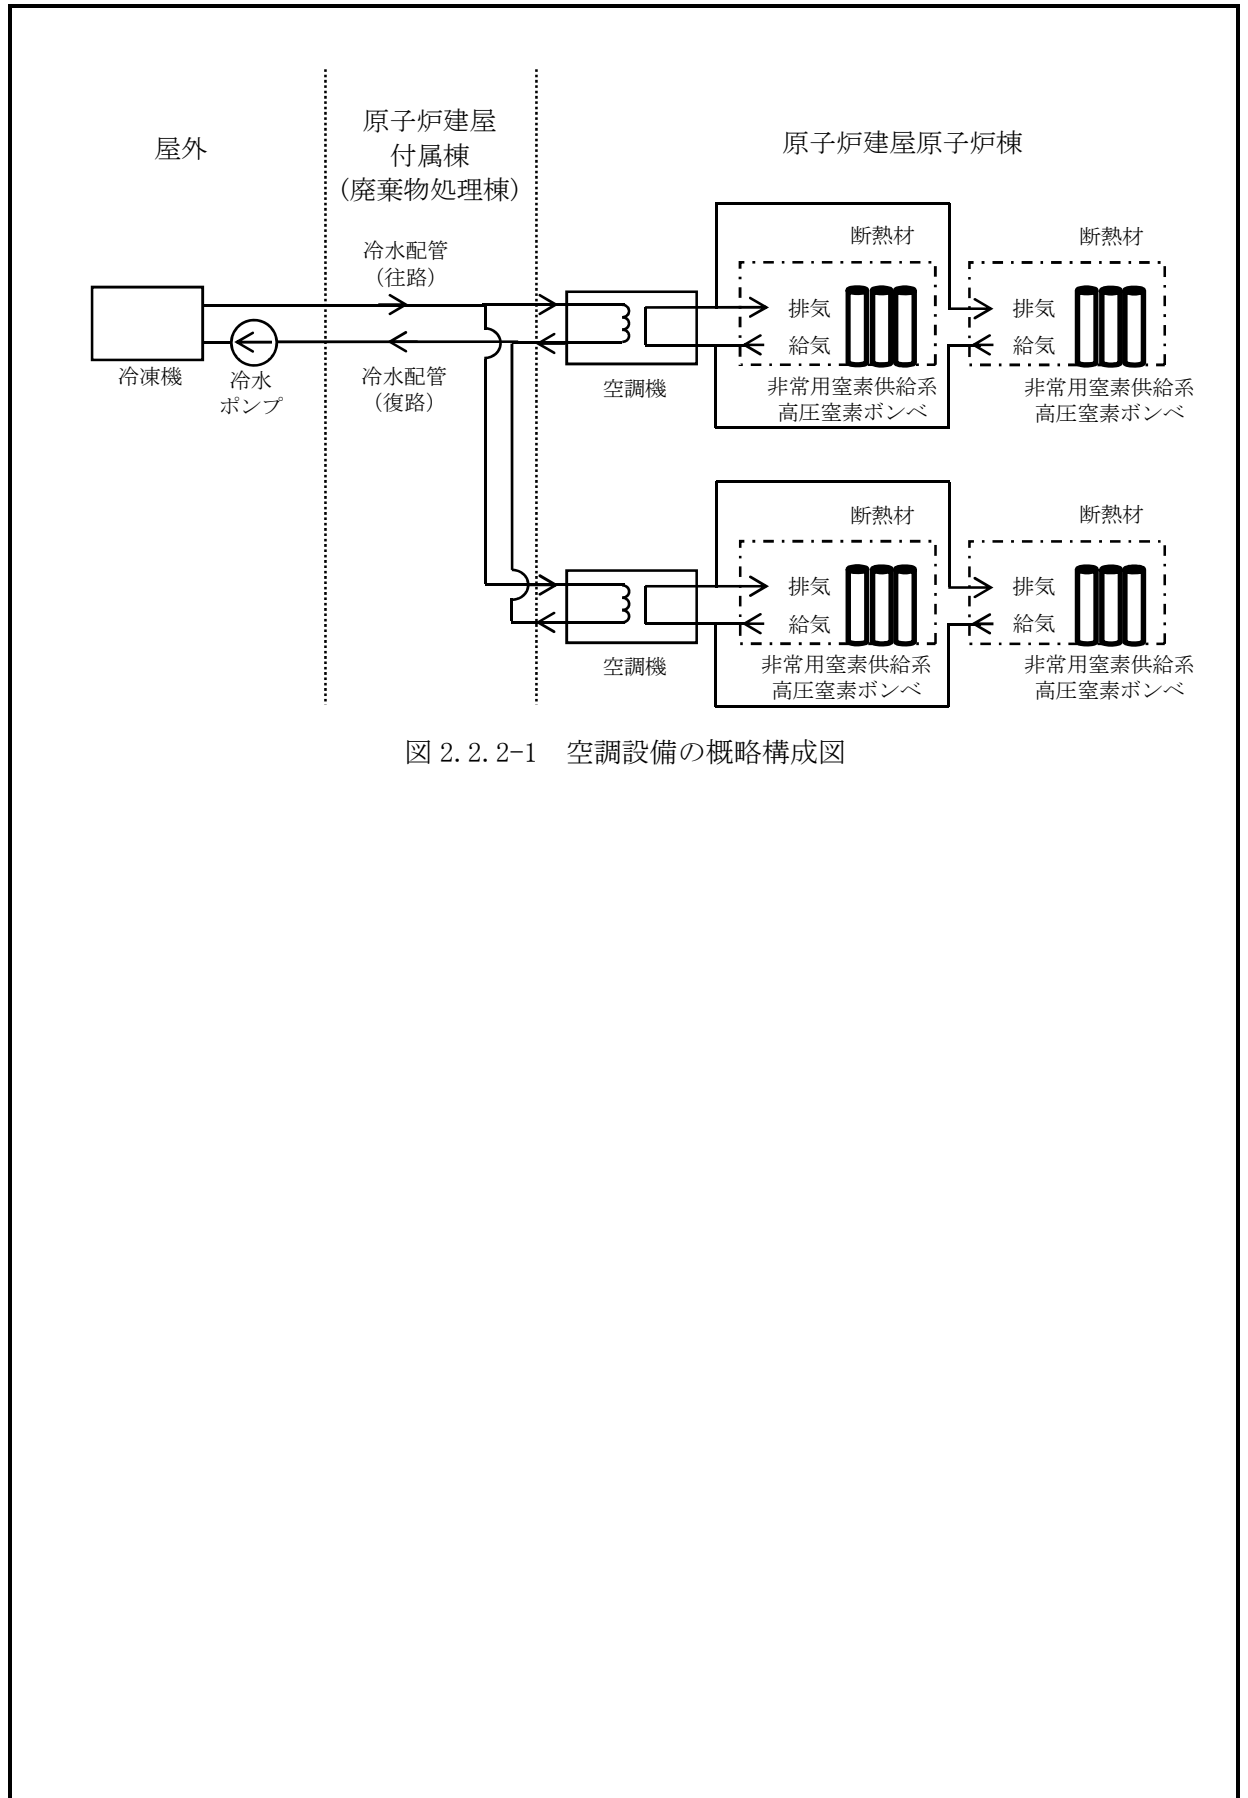 屋外
原子炉建屋
付属棟
(廃棄物処理棟)
原子炉建屋原子炉棟
冷水配管
(往路)
冷凍機
冷水
ポンプ
冷水配管
(復路)
空調機
断熱材
排気
給気
非常用窒素供給系
高圧窒素ボンベ
断熱材
排気
給気
非常用窒素供給系
高圧窒素ボンベ
空調機
断熱材
排気
給気
非常用窒素供給系
高圧窒素ボンベ
断熱材
排気
給気
非常用窒素供給系
高圧窒素ボンベ
図 2.2.2-1　空調設備の概略構成図